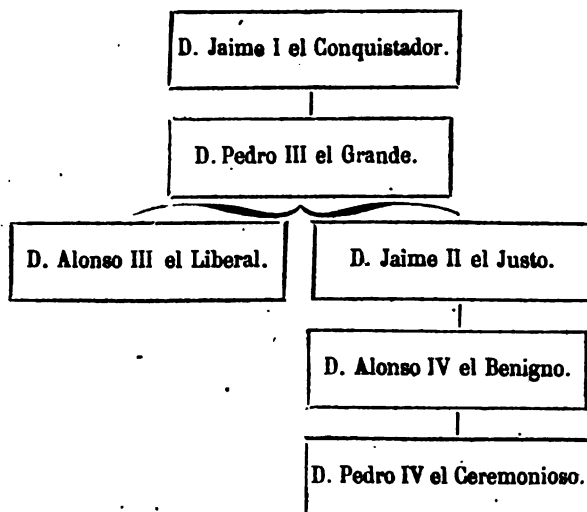 D. Jaime I el Conquistador.
D. Pedro III el Grande.
D. Alonso III el Liberal.
D. Jaime II el Justo.
D. Alonso IV el Benigno.
D. Pedro IV el Ceremonioso.